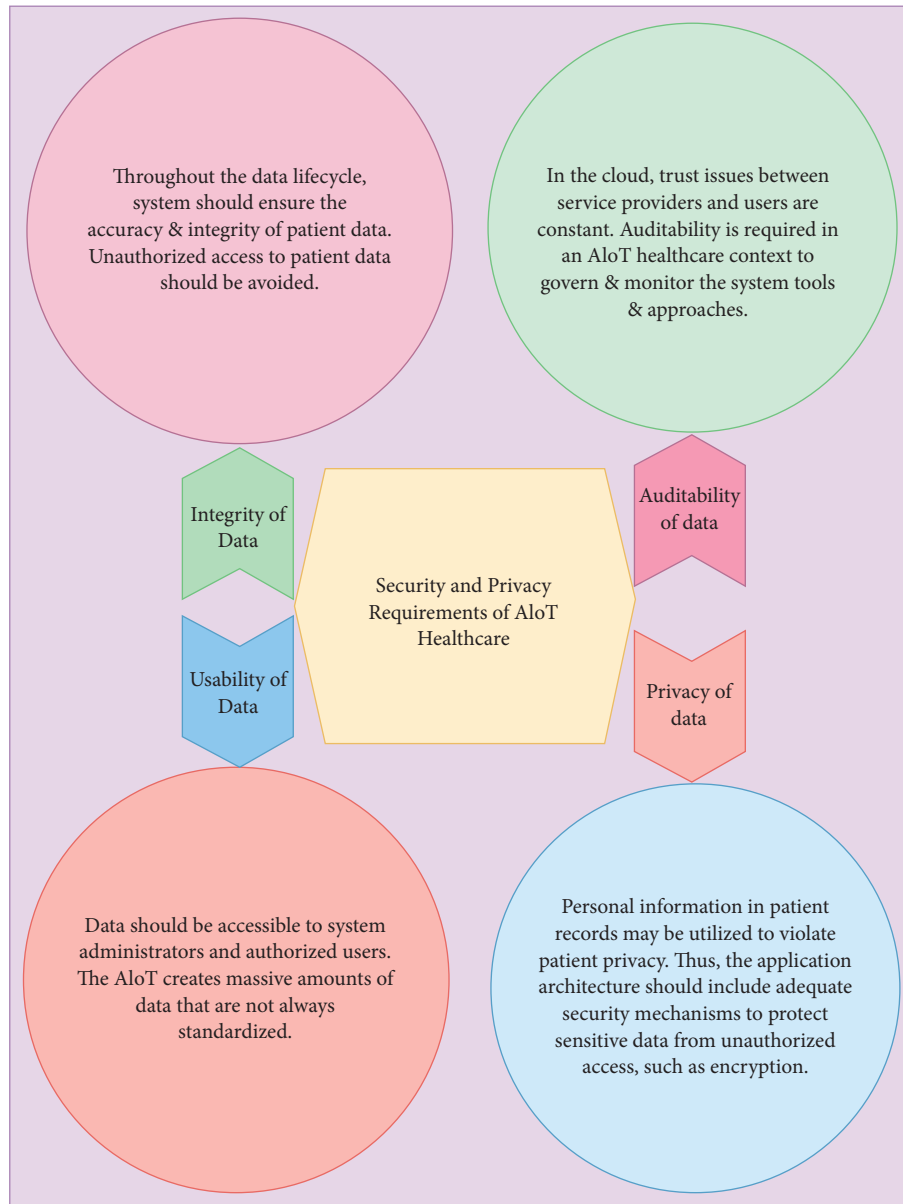 Throughout the data lifecycle,
system should ensure the
accuracy & integrity of patient data.
Unauthorized access to patient data
should be avoided.
In the cloud, trust issues between
service providers and users are
constant. Auditability is required in
an AIoT healthcare context to
govern & monitor the system tools
& approaches.
Integrity of
Data
Auditability
of data
Security and Privacy
Requirements of AIoT
Healthcare
Usability of
Data
Privacy of
data
Data should be accessible to system
administrators and authorized users.
The AIoT creates massive amounts of
data that are not always
standardized.
Personal information in patient
records may be utilized to violate
patient privacy. Thus, the application
architecture should include adequate
security mechanisms to protect
sensitive data from unauthorized
access, such as encryption.